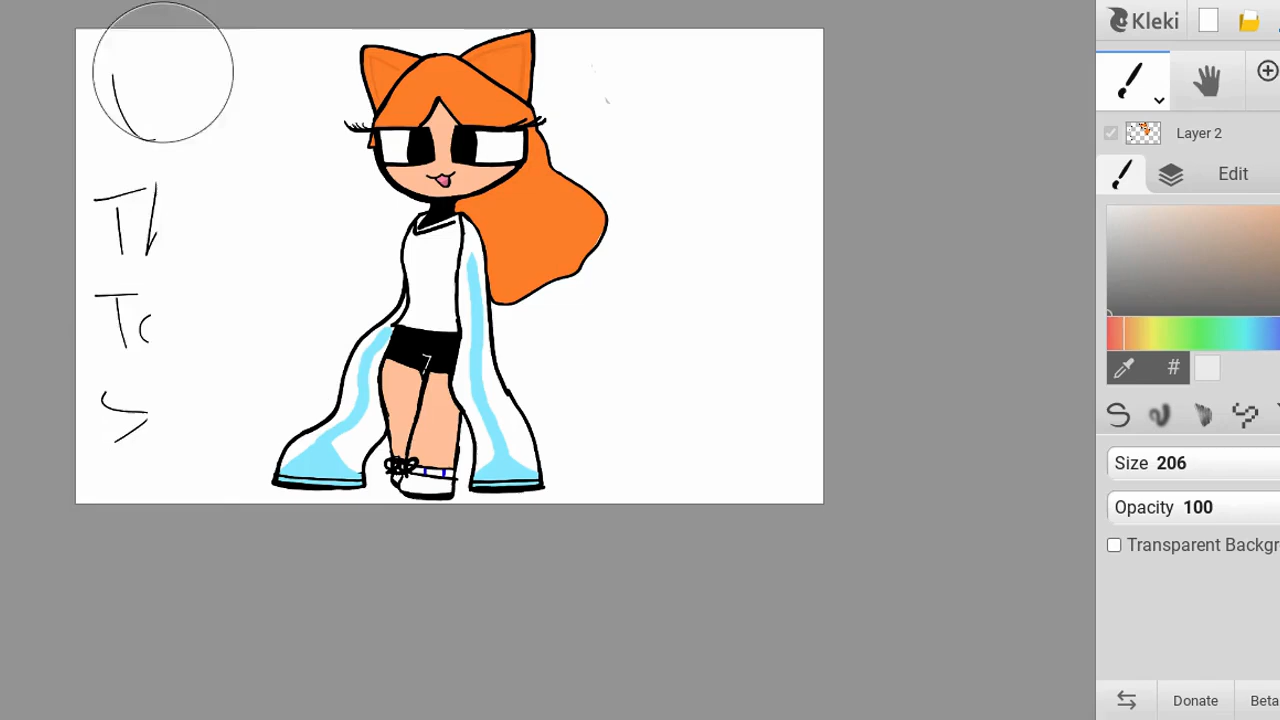 Kleki
Layer 2
Edit
#
Size 206
Opacity 100
Transparent Backgr
Donate
Beta